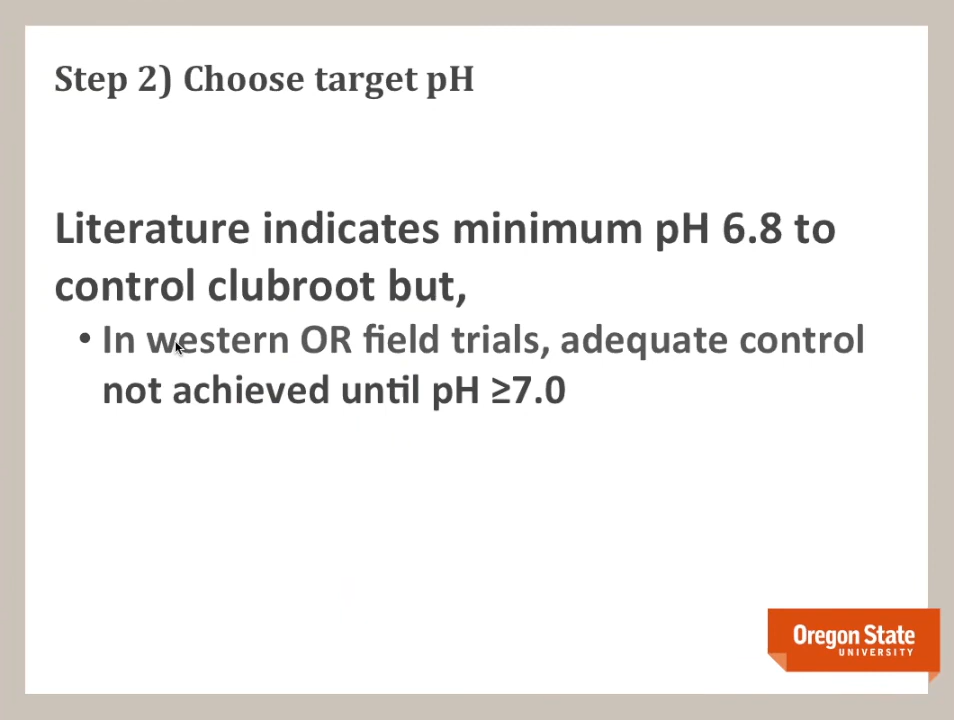 Step 2) Choose target pH
Literature indicates minimum pH 6.8 to
control clubroot but,
• In western OR field trials, adequate control
not achieved until pH ≥7.0
Oregon State
UNIVERSITY